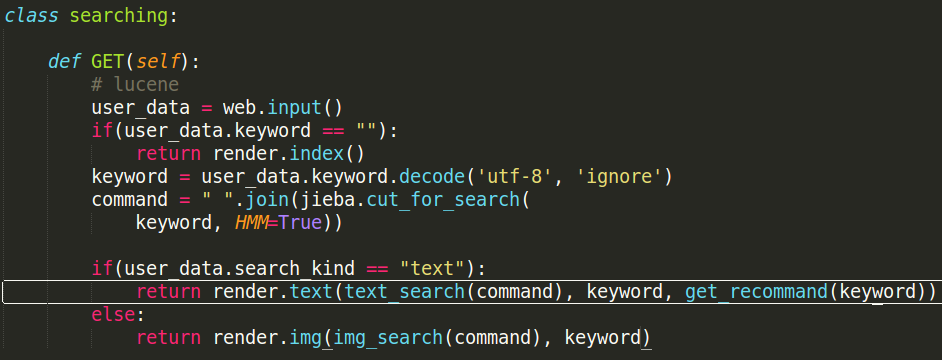 class searching:
def GET(self):
# lucene
user_data = web.input()
if(user_data.keyword == ""):
return render.index()
keyword = user_data.keyword.decode('utf-8', 'ignore')
command = " ".join(jieba.cut_for_search(
keyword, HMM=True))
if(user_data.search_kind == "text"):
return render.text(text_search(command), keyword, get_recommand(keyword))
else:
return render.img(img_search(command), keyword)